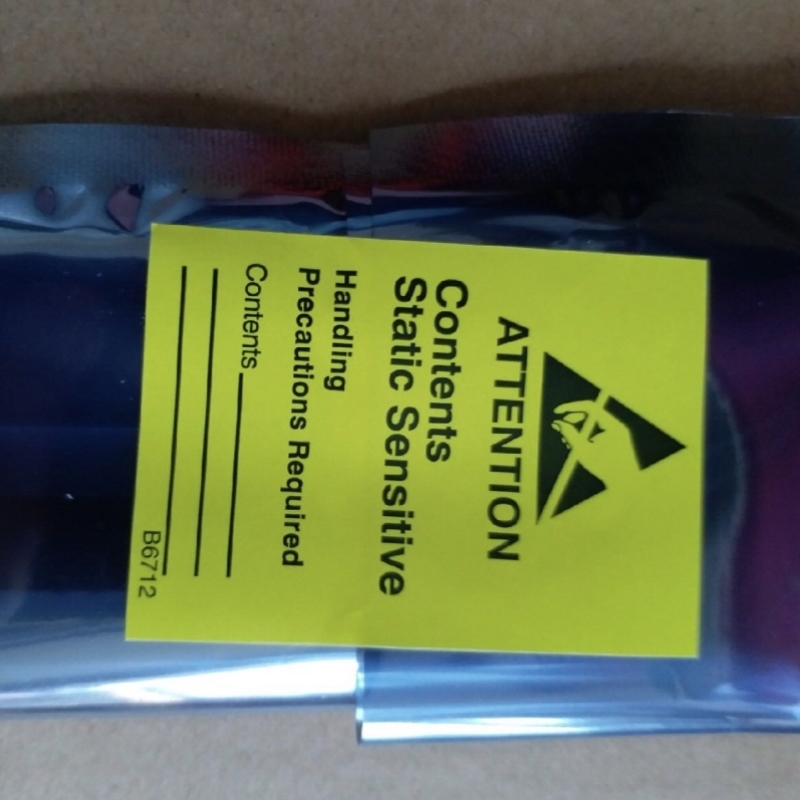 ATTENTION
Contents
Static Sensitive
Handling
Precautions Required
Contents
B6712